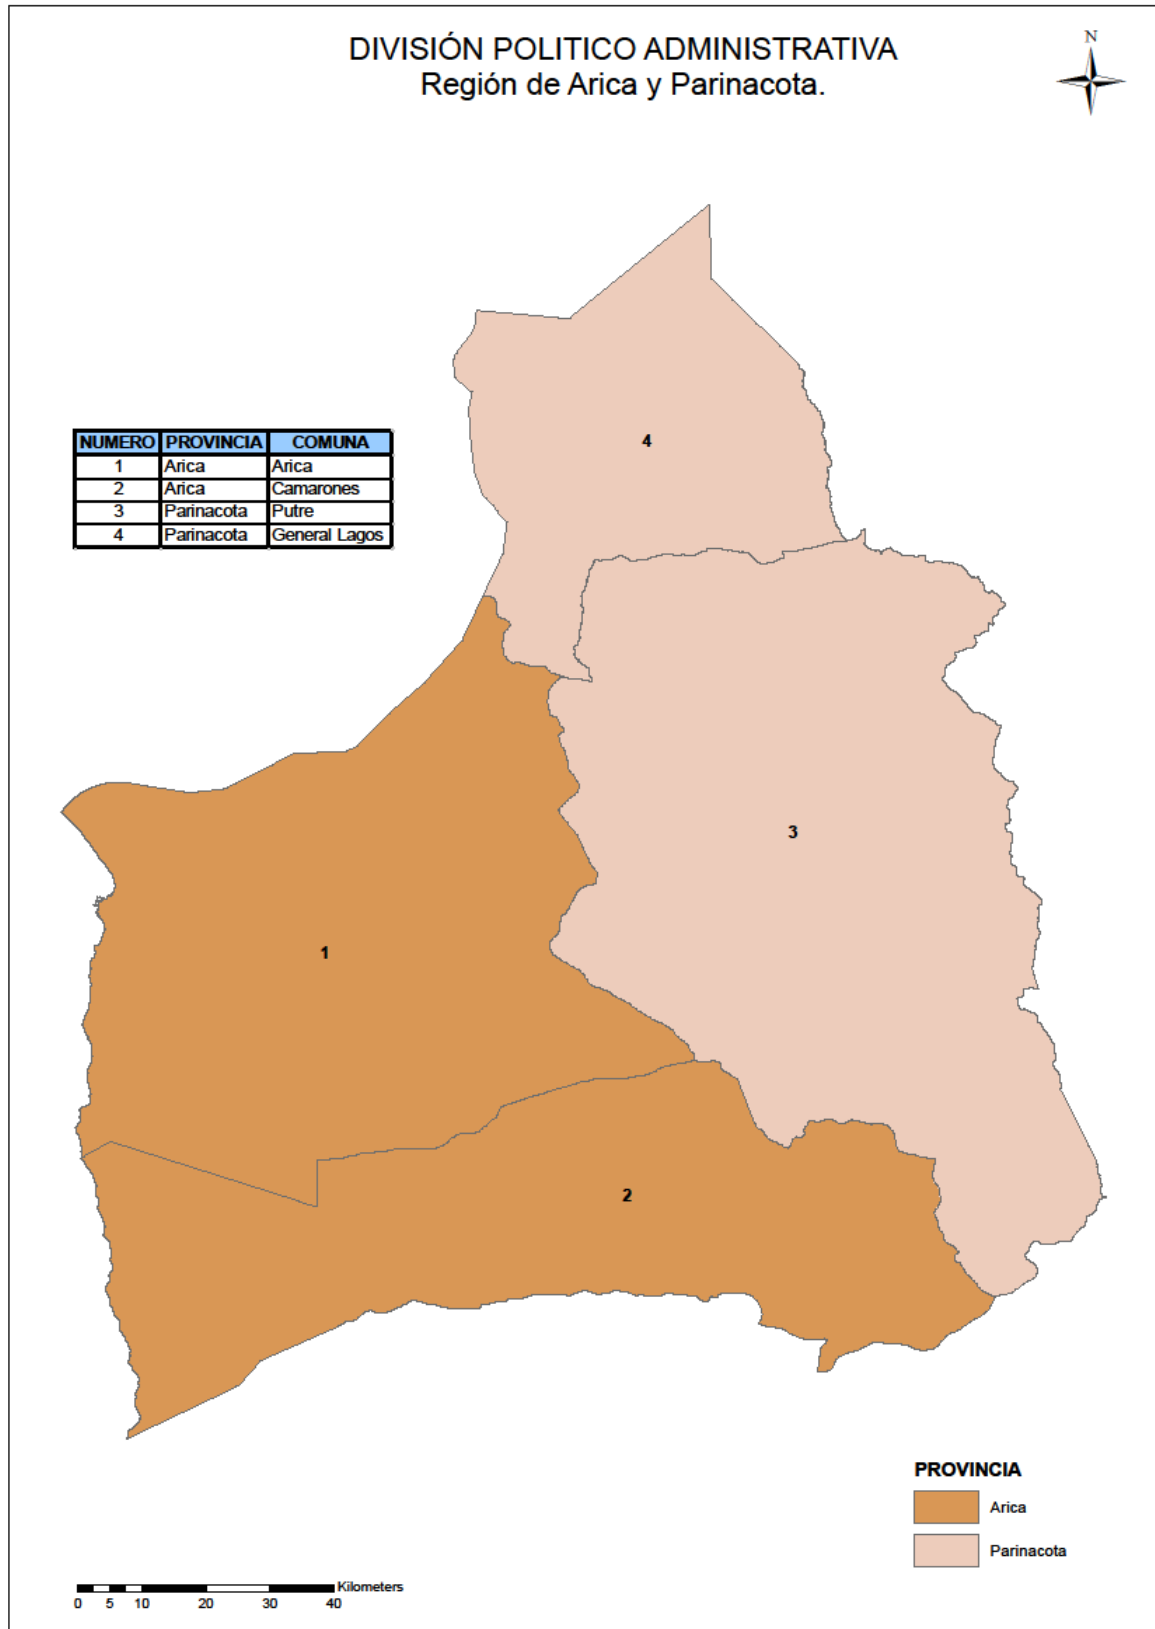 DIVISIÓN POLITICO ADMINISTRATIVA
Región de Arica y Parinacota.
N
NUMERO PROVINCIA COMUNA
1 Arica Arica
2 Arica Camarones
3 Parinacota Putre
4 Parinacota General Lagos
4
3
1
2
PROVINCIA
Arica
Parinacota
Kilometers
0 5 10 20 30 40